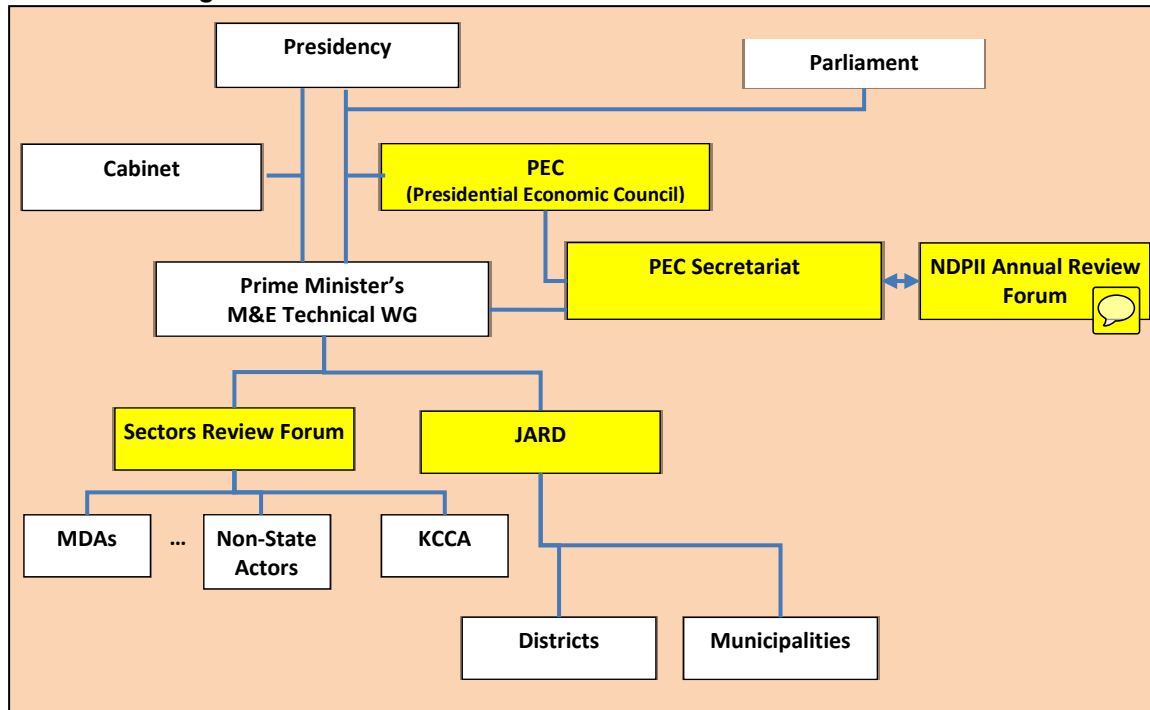 Presidency
Parliament
Cabinet
PEC
(Presidential Economic Council)
PEC Secretariat
NDPII Annual Review
Forum
Prime Minister’s
M&E Technical WG
Sectors Review Forum
JARD
MDAs
...
Non-State
Actors
KCCA
Districts
Municipalities